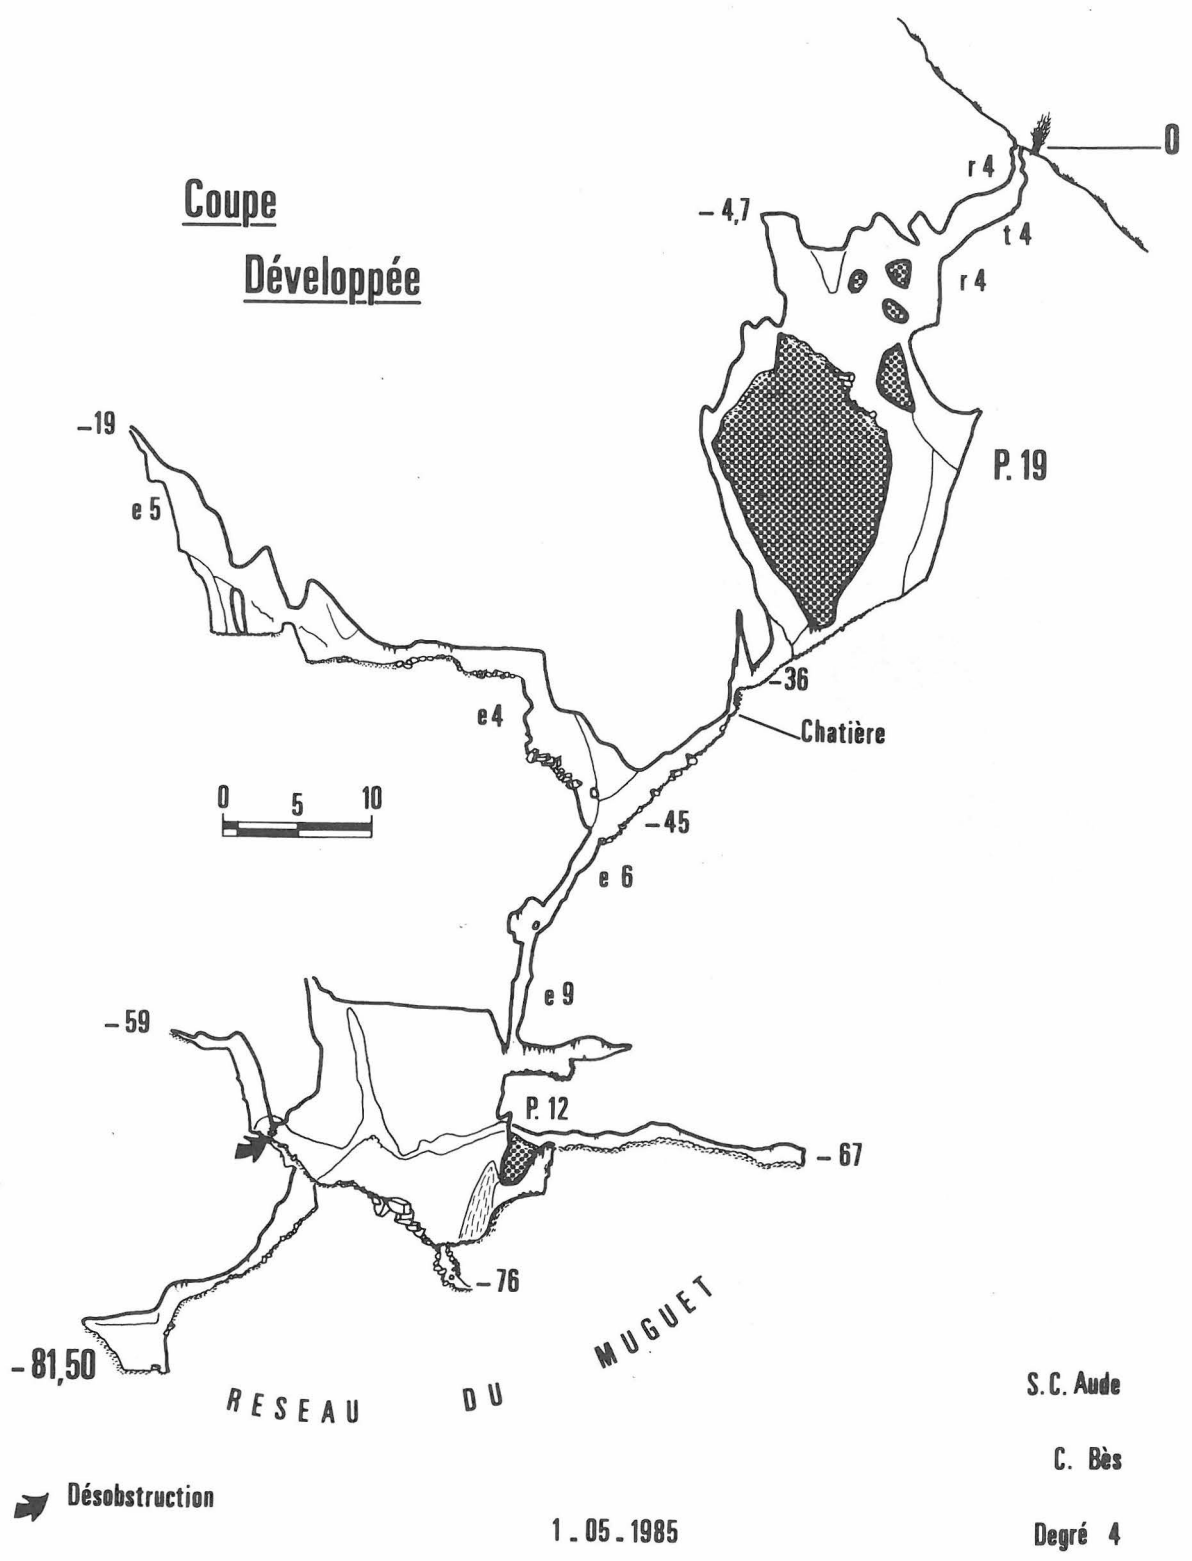 0
r 4
Coupe
- 4,7
t 4
Développée
r 4
-19
P. 19
e 5
-36
e 4
Chatière
0 5 10
-45
e 6
e 9
- 59
P. 12
- 67
- 76
- 81,50
RESEAU DU MUGUET
S.C. Aude
C. Bès
Désobstruction
1 - 05 - 1985
Degré 4